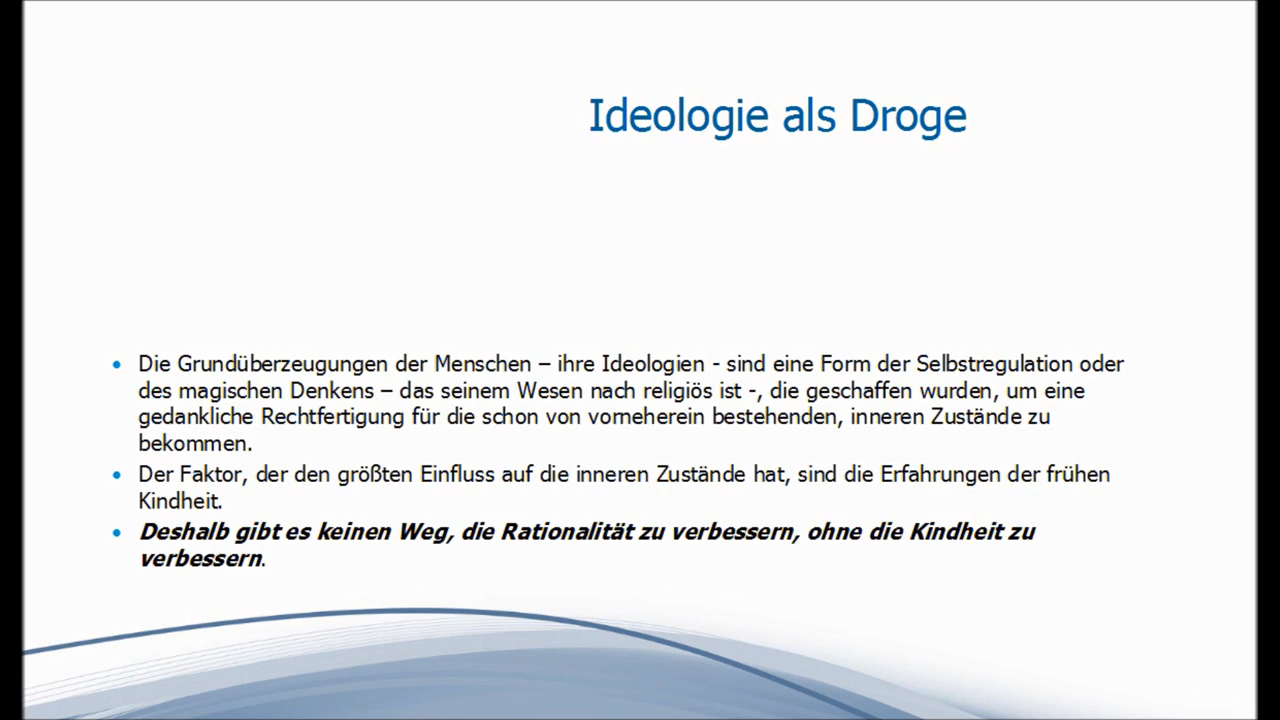 Ideologie als Droge
• Die Grundüberzeugungen der Menschen – ihre Ideologien - sind eine Form der Selbstregulation oder
des magischen Denkens – das seinem Wesen nach religiös ist -, die geschaffen wurden, um eine
gedankliche Rechtfertigung für die schon von vorneherein bestehenden, inneren Zustände zu
bekommen.
• Der Faktor, der den größten Einfluss auf die inneren Zustände hat, sind die Erfahrungen der frühen
Kindheit.
• Deshalb gibt es keinen Weg, die Rationalität zu verbessern, ohne die Kindheit zu
verbessern.